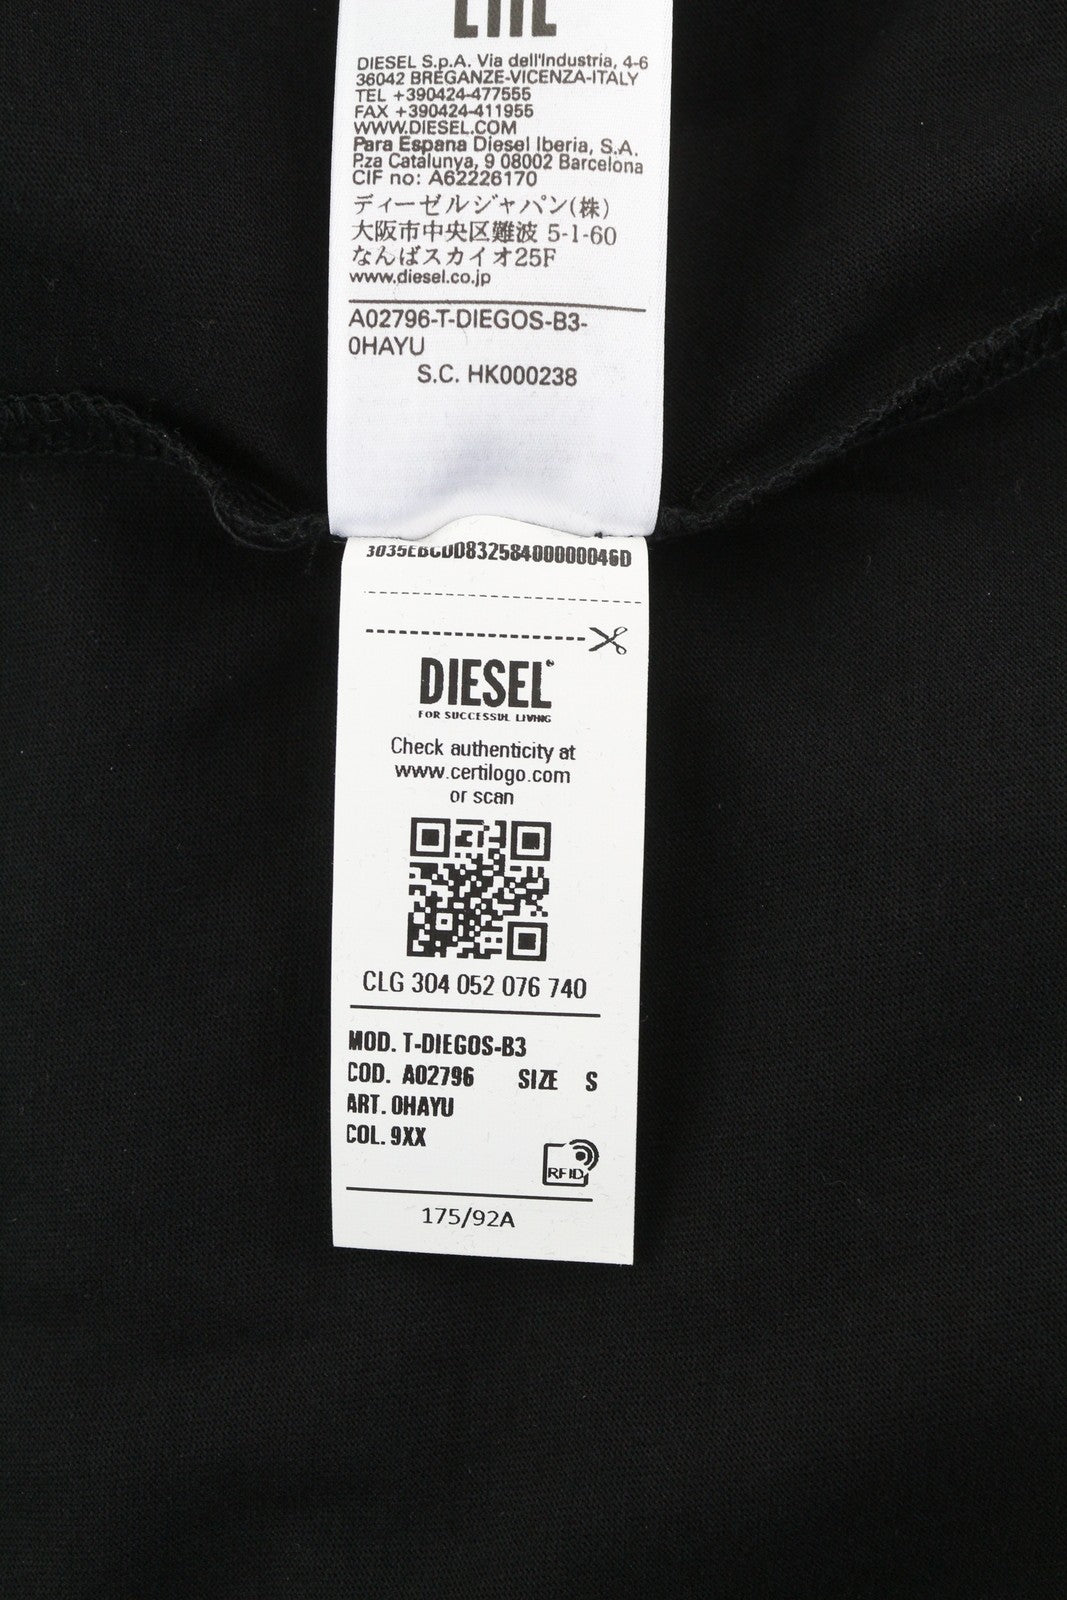 DIESEL S.p.A. Via dell'Industria, 4-6
36042 BREGANZE-VICENZA-ITALY
TEL +390424-477555
FAX +390424-411955
WWW.DIESEL.COM
Para Espana Diesel Iberia, S.A.
P.za Catalunya, 9 08002 Barcelona
CIF no: A62226170
ディーゼルジャパン(株)
大阪市中央区難波 5-1-60
なんばスカイオ25F
www.diesel.co.jp
A02796-T-DIEGOS-B3-
0HAYU
S.C. HK000238
3035EBCDD83258400000046D
DIESEL
FOR SUCCESSUL LIVING
Check authenticity at
www.certilogo.com
or scan
CLG 304 052 076 740
MOD. T-DIEGOS-B3
COD. A02796 SIZE S
ART. 0HAYU
COL. 9XX
RFID
175/92A